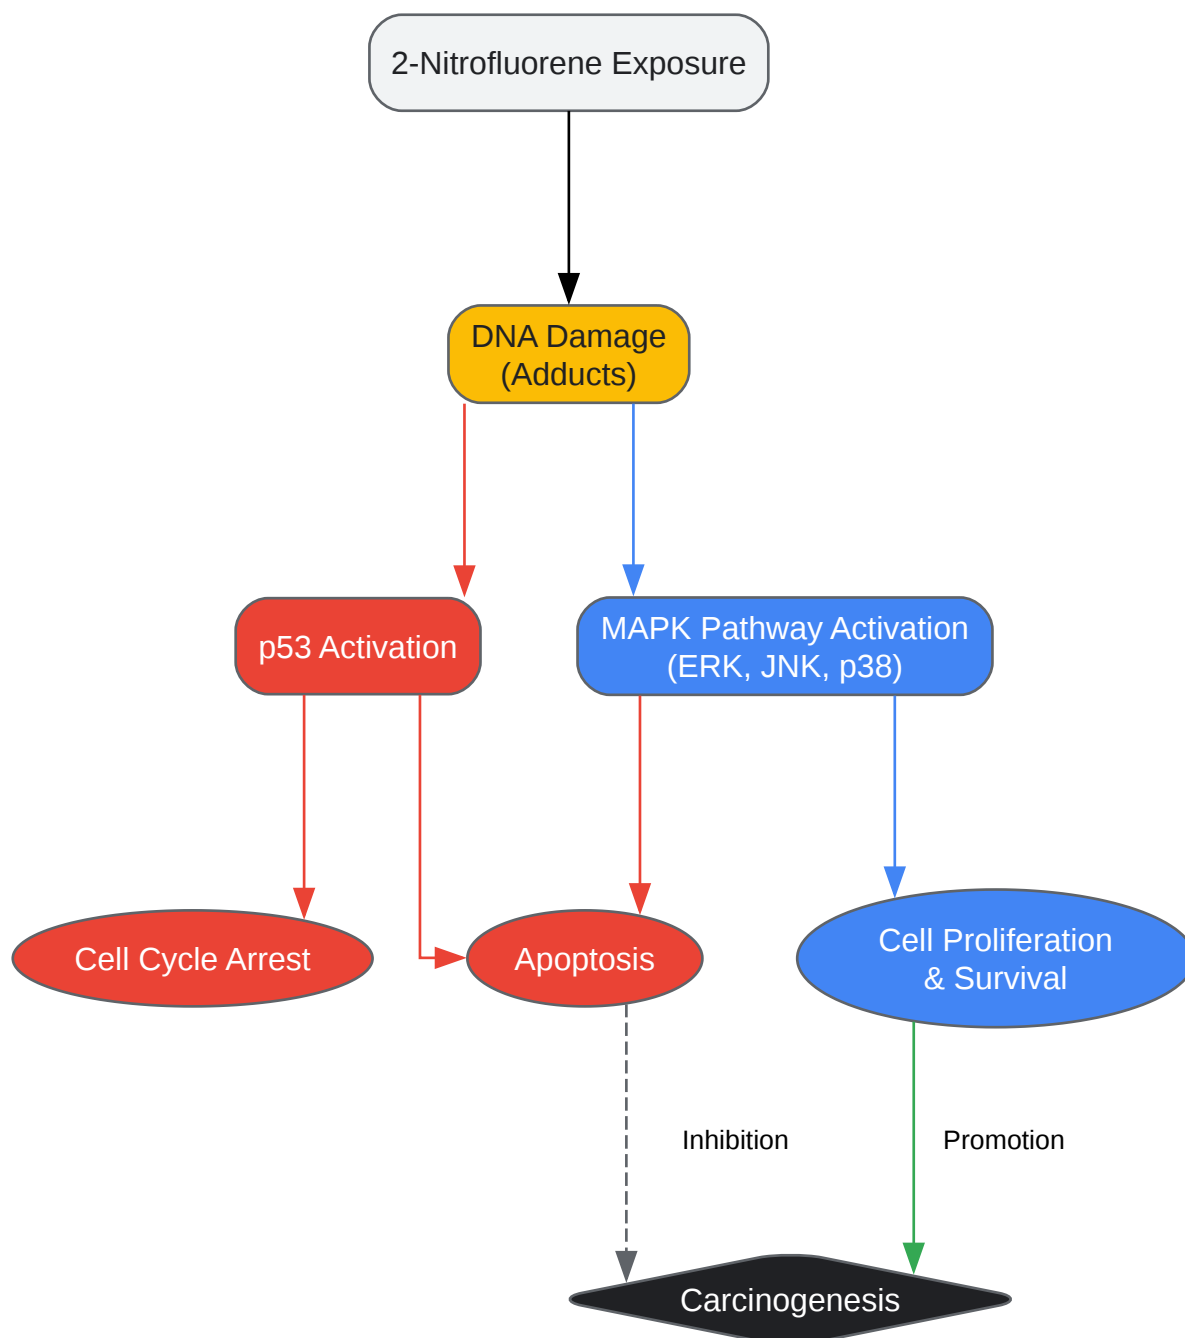 2-Nitrofluorene Exposure
DNA Damage
(Adducts)
p53 Activation
MAPK Pathway Activation
(ERK, JNK, p38)
Cell Cycle Arrest
Apoptosis
Cell Proliferation
& Survival
Inhibition
Promotion
Carcinogenesis